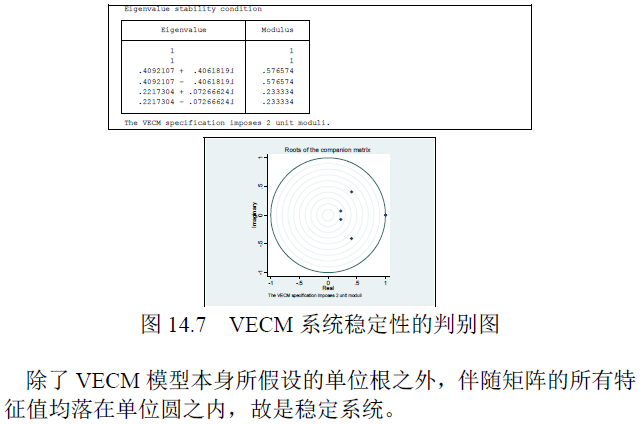 Eigenvalue stability condition
Eigenvalue Modulus
1 1
1 1
.4092107 + .4061819i .576574
.4092107 - .4061819i .576574
.2217304 + .07266624i .233334
.2217304 - .07266624i .233334
The VECM specification imposes 2 unit moduli.
Roots of the companion matrix
1
.5
0
-.5
-1
Imaginary
-1 -.5 0 .5 1
Real
The VECM specification imposes 2 unit moduli
图 14.7 VECM 系统稳定性的判别图
除了 VECM 模型本身所假设的单位根之外，伴随矩阵的所有特
征值均落在单位圆之内，故是稳定系统。